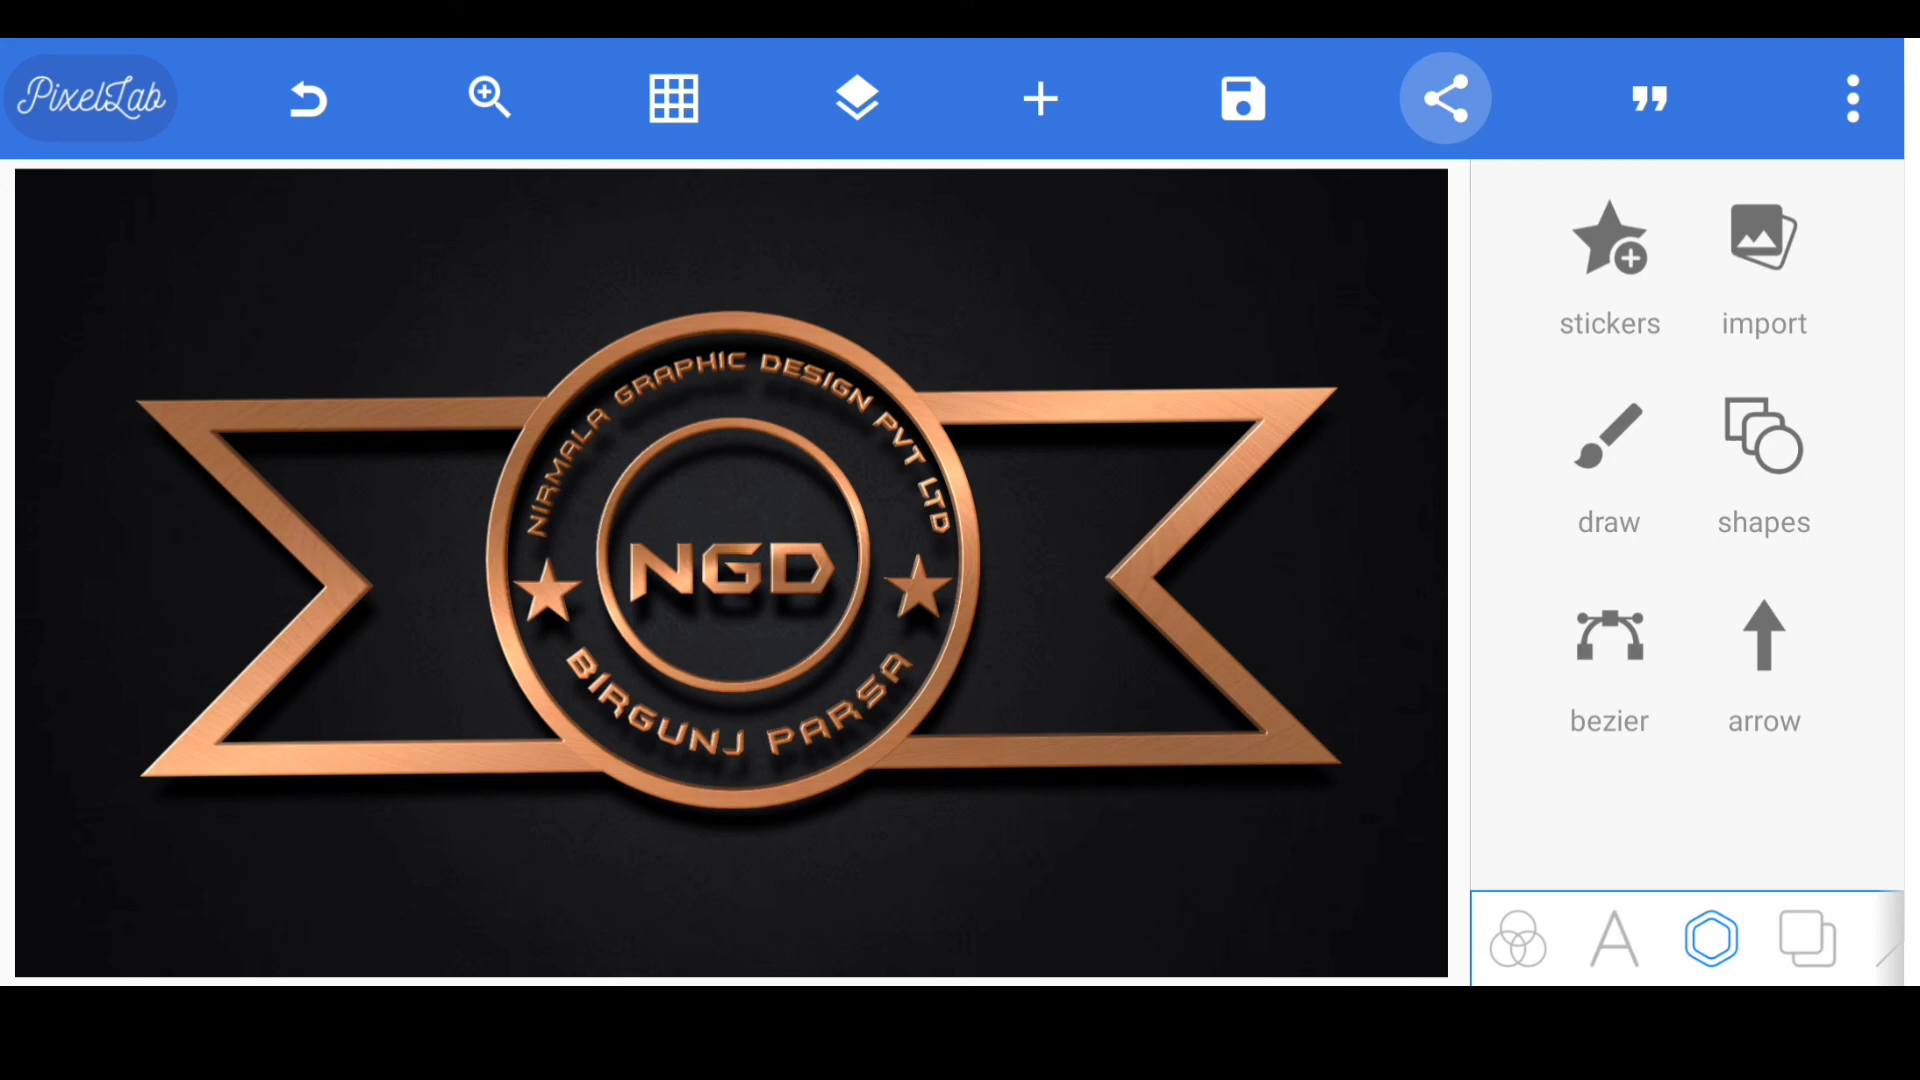 PixelLab
NIRMALA GRAPHIC DESIGN PVT LTD
NGD
BIRGUNJ PARSA
stickers
import
draw
shapes
bezier
arrow